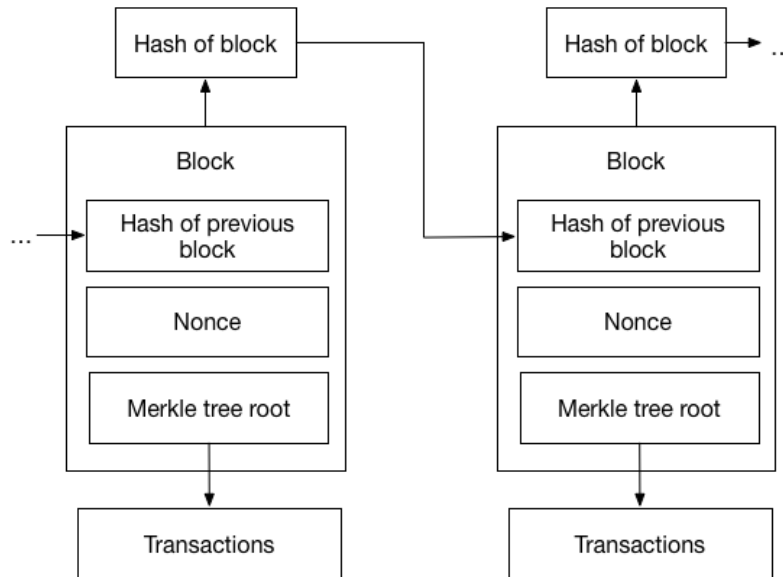 Hash of block
Hash of block
...
Block
Block
...
Hash of previous
block
Hash of previous
block
Nonce
Nonce
Merkle tree root
Merkle tree root
Transactions
Transactions